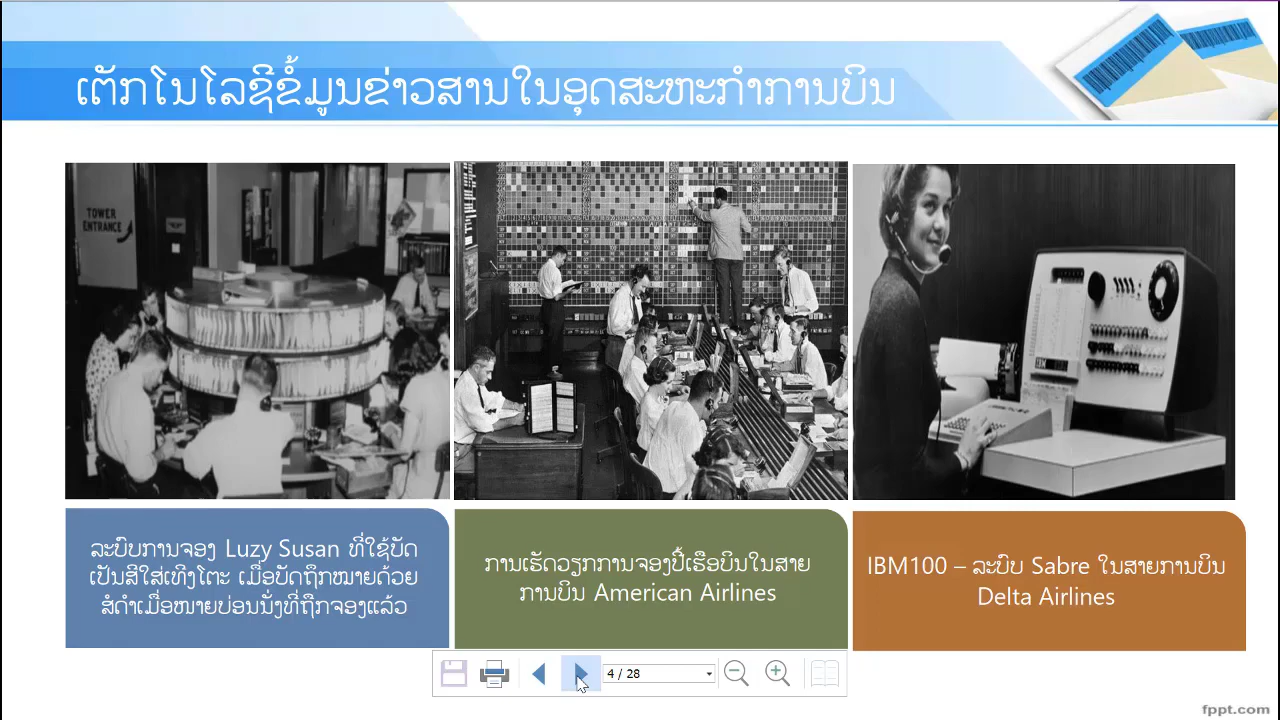 ເຕັກໂນໂລຊີຂໍ້ມູນຂ່າວສານໃນອຸດສະຫະກຳການບິນ
TOWER
ENTRANCE
ລະບົບການຈອງ Luzy Susan ທີ່ໃຊ້ບັດ
ເປັນສີໃສ່ເທີງໂຕະ ເມື່ອບັດຖຶກໝາຍດ້ວຍ
ສໍດຳເມື່ອໝາຍບ່ອນນັ່ງທີ່ຖືກຈອງແລ້ວ
ການເຮັດວຽກການຈອງປີ້ເຮືອບິນໃນສາຍ
ການບິນ American Airlines
IBM100 – ລະບົບ Sabre ໃນສາຍການບິນ
Delta Airlines
4 / 28
fppt.com